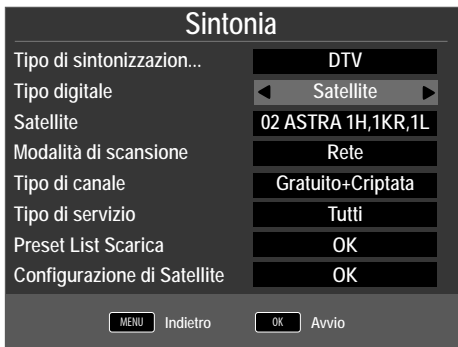 Sintonia
Tipo di sintonizzazion... DTV
Tipo digitale Satellite
Satellite 02 ASTRA 1H,1KR,1L
Modalità di scansione Rete
Tipo di canale Gratuito+Criptata
Tipo di servizio Tutti
Preset List Scarica OK
Configurazione di Satellite OK
MENU Indietro OK Avvio